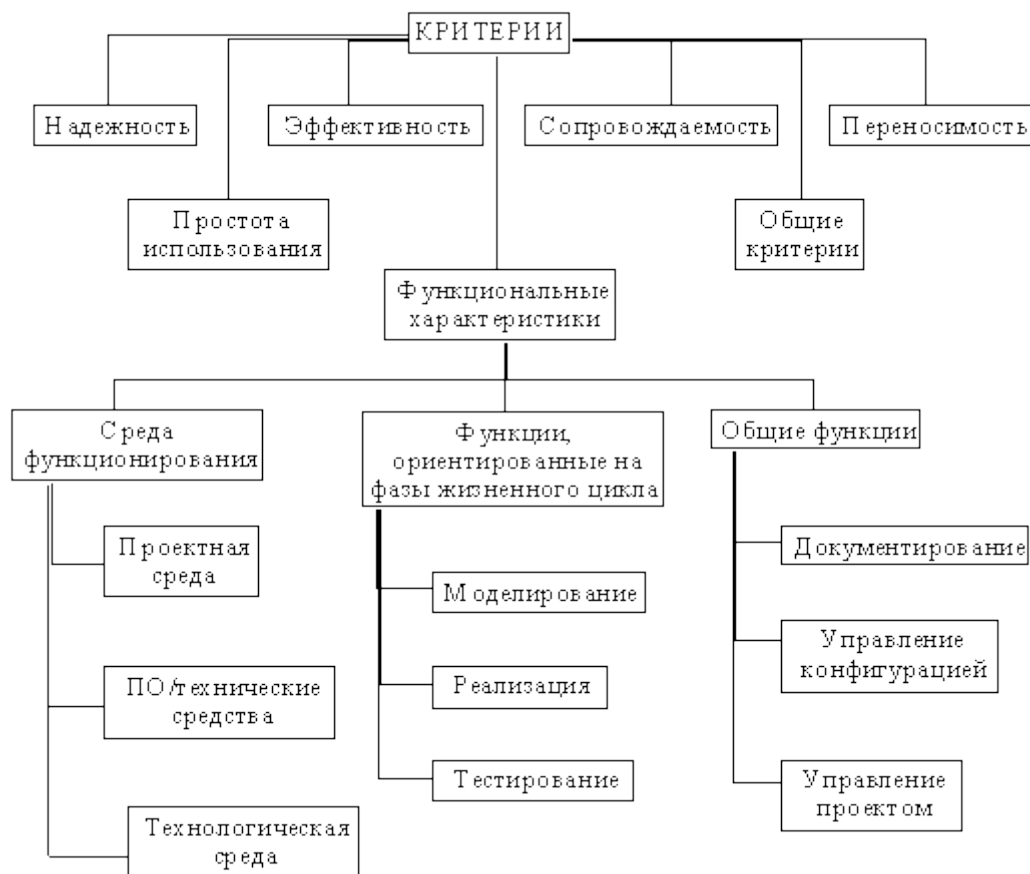 КРИТЕРИИ
Надежность
Эффективность
Сопровождаемость
Переносимость
Простота
использования
Общие
критерии
Функциональные
характеристики
Среда
функционирования
Функции,
ориентированные на
фазы жизненного цикла
Общие функции
Проектная
среда
ПО/технические
средства
Технологическая
среда
Моделирование
Реализация
Тестирование
Документирование
Управление
конфигурацией
Управление
проектом